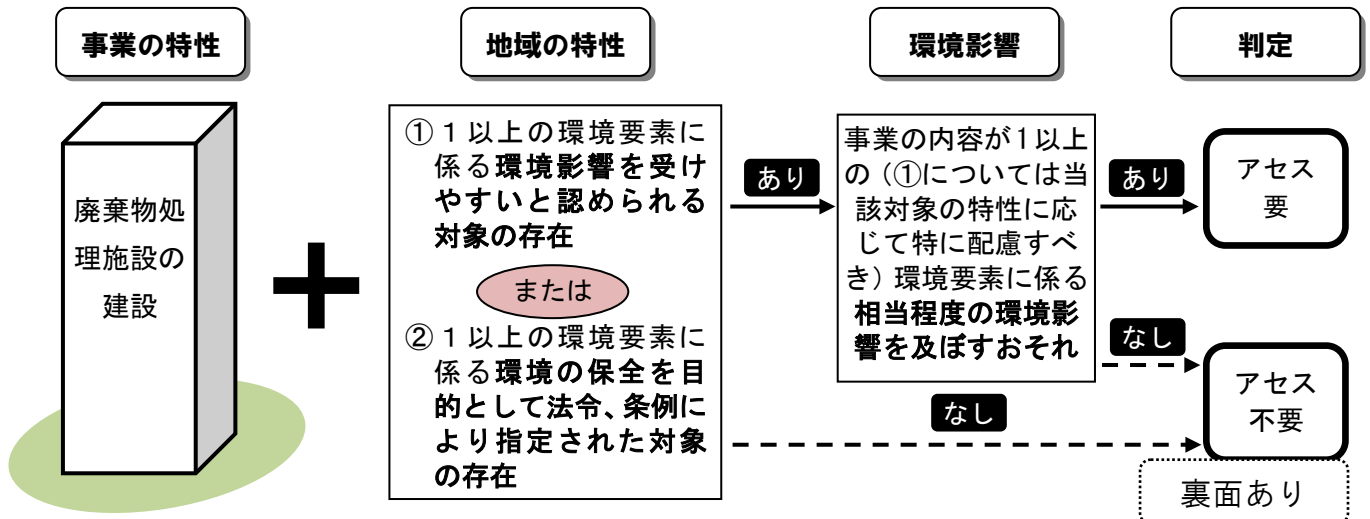 事業の特性
地域の特性
環境影響
判定
廃棄物処
理施設の
建設
①１以上の環境要素に
係る環境影響を受け
やすいと認められる
対象の存在
または
②１以上の環境要素に
係る環境の保全を目
的として法令、条例に
より指定された対象
の存在
あり
事業の内容が1以上
の（①については当
該対象の特性に応
じて特に配慮すべ
き）環境要素に係る
相当程度の環境影
響を及ぼすおそれ
あり
なし
なし
アセス
要
アセス
不要
裏面あり